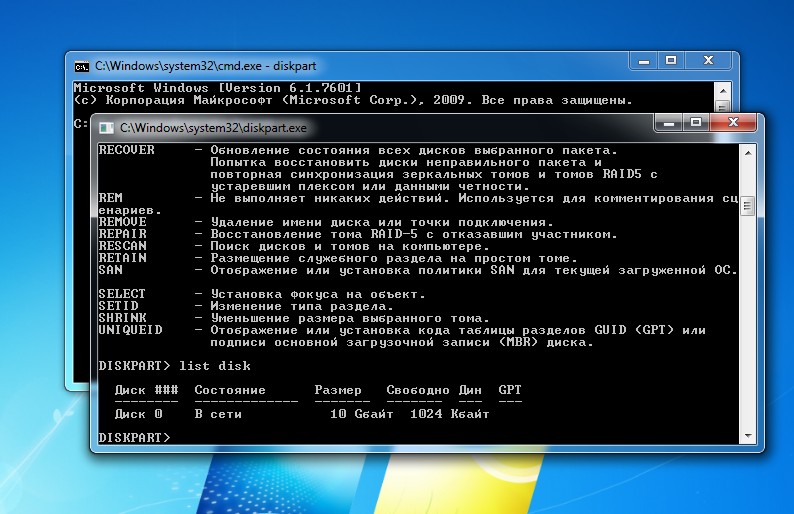 C:\Windows\system32\cmd.exe - diskpart
Microsoft Windows [Version 6.1.7601]
(c) Корпорация Майкрософт (Microsoft Corp.), 2009. Все права защищены.
C:
C:\Windows\system32\diskpart.exe
RECOVER - Обновление состояния всех дисков выбранного пакета.
Попытка восстановить диски неправильного пакета и
повторная синхронизация зеркальных томов и томов RAID5 с
устаревшим плексом или данными четности.
REM - Не выполняет никаких действий. Используется для комментирования сц
енариев.
REMOVE - Удаление имени диска или точки подключения.
REPAIR - Восстановление тома RAID-5 с отказавшим участником.
RESCAN - Поиск дисков и томов на компьютере.
RETAIN - Размещение служебного раздела на простом томе.
SAN - Отображение или установка политики SAN для текущей загруженной ОС.
SELECT - Установка фокуса на объект.
SETID - Изменение типа раздела.
SHRINK - Уменьшение размера выбранного тома.
UNIQUEID - Отображение или установка кода таблицы разделов GUID (GPT) или
подписи основной загрузочной записи (MBR) диска.
DISKPART> list disk
Диск ### Состояние Размер Свободно Дин GPT
-------- ------------- ------- ------- --- ---
Диск 0 В сети 10 Gбайт 1024 Kбайт
DISKPART>